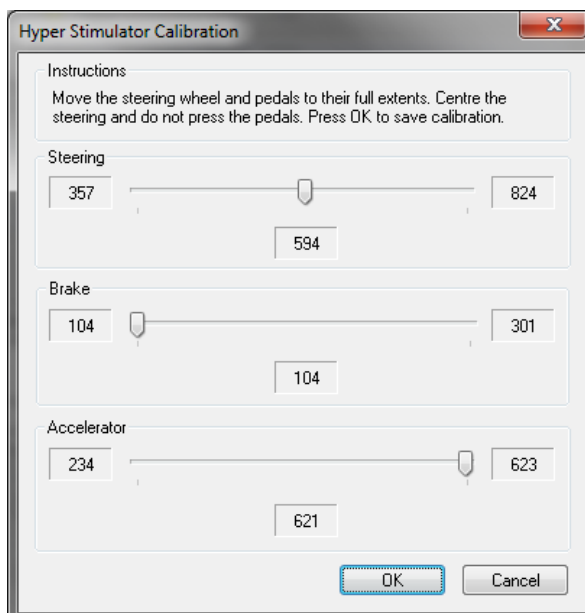 Hyper Stimulator Calibration
Instructions
Move the steering wheel and pedals to their full extents. Centre the
steering and do not press the pedals. Press OK to save calibration.
Steering
357 824
594
Brake
104 301
104
Accelerator
234 623
621
OK Cancel